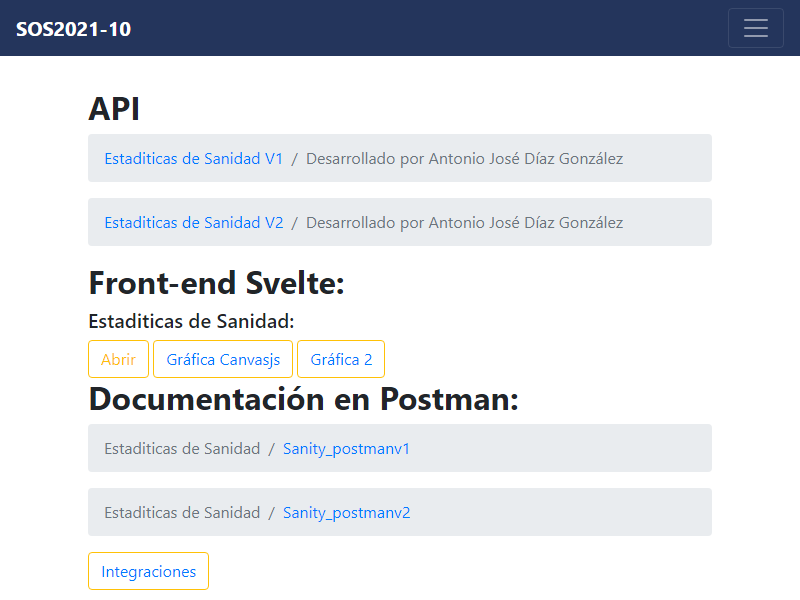 SOS2021-10
API
Estaditicas de Sanidad V1 / Desarrollado por Antonio José Díaz González
Estaditicas de Sanidad V2 / Desarrollado por Antonio José Díaz González
Front-end Svelte:
Estaditicas de Sanidad:
Abrir Gráfica Canvasjs Gráfica 2
Documentación en Postman:
Estaditicas de Sanidad / Sanity_postmanv1
Estaditicas de Sanidad / Sanity_postmanv2
Integraciones